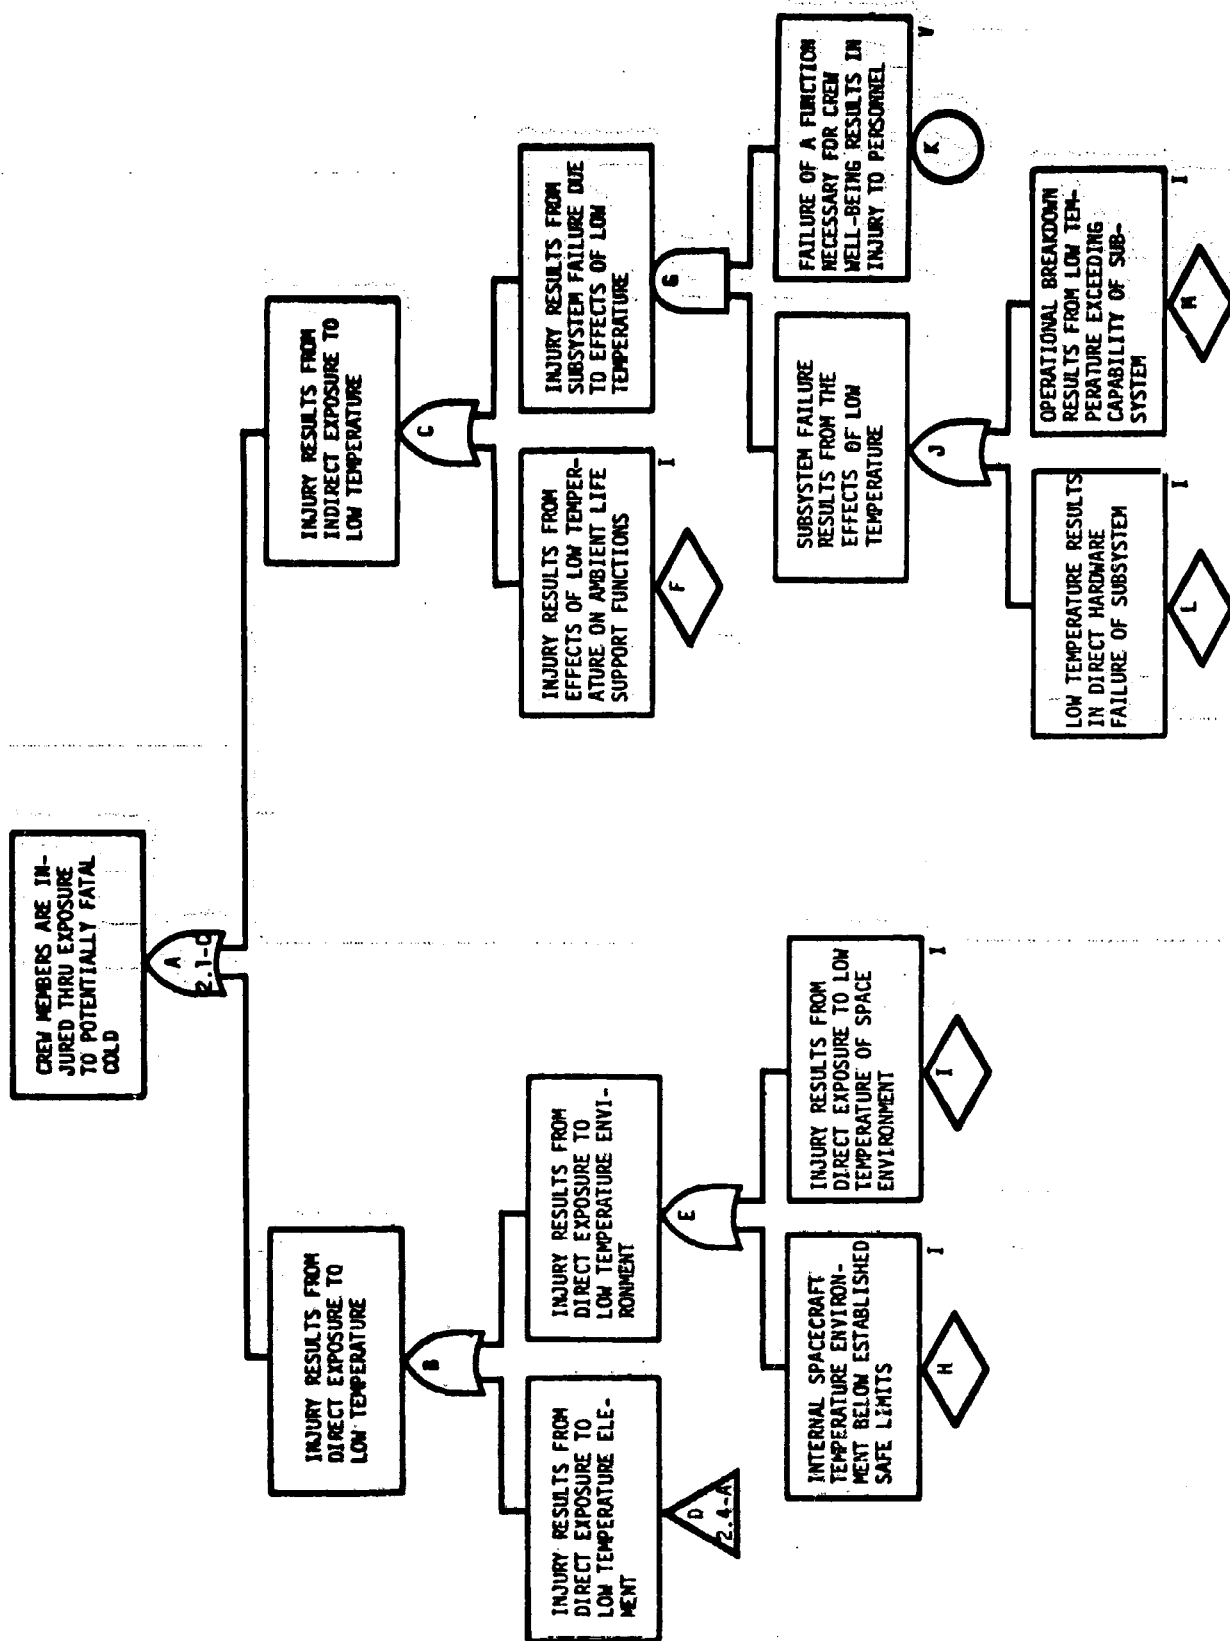 CREW MEMBERS ARE IN-
JURED THRU EXPOSURE
TO POTENTIALLY FATAL
COLD
A
2.1-C
INJURY RESULTS FROM
DIRECT EXPOSURE TO
LOW TEMPERATURE
B
INJURY RESULTS FROM
INDIRECT EXPOSURE TO
LOW TEMPERATURE
C
INJURY RESULTS FROM
DIRECT EXPOSURE TO
LOW TEMPERATURE ELE-
MENT
D
2.4-A
INJURY RESULTS FROM
DIRECT EXPOSURE TO
LOW TEMPERATURE ENVI-
RONMENT
E
INJURY RESULTS FROM
EFFECTS OF LOW TEMPER-
ATURE ON AMBIENT LIFE
SUPPORT FUNCTIONS
I
F
INJURY RESULTS FROM
SUBSYSTEM FAILURE DUE
TO EFFECTS OF LOW
TEMPERATURE
G
INTERNAL SPACECRAFT
TEMPERATURE ENVIRON-
MENT BELOW ESTABLISHED
SAFE LIMITS
I
H
INJURY RESULTS FROM
DIRECT EXPOSURE TO LOW
TEMPERATURE OF SPACE
ENVIRONMENT
I
I
SUBSYSTEM FAILURE
RESULTS FROM THE
EFFECTS OF LOW
TEMPERATURE
J
FAILURE OF A FUNCTION
NECESSARY FOR CREW
WELL-BEING RESULTS IN
INJURY TO PERSONNEL
V
K
LOW TEMPERATURE RESULTS
IN DIRECT HARDWARE
FAILURE OF SUBSYSTEM
I
L
OPERATIONAL BREAKDOWN
RESULTS FROM LOW TEM-
PERATURE EXCEEDING
CAPABILITY OF SUB-
SYSTEM
I
M